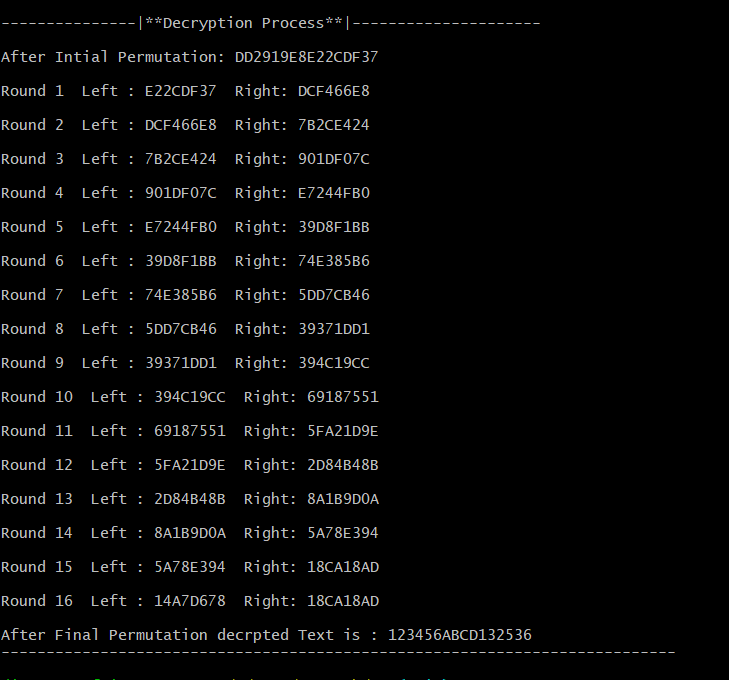 ---------------|**Decryption Process**|---------------------
After Intial Permutation: DD2919E8E22CDF37
Round 1  Left : E22CDF37  Right: DCF466E8
Round 2  Left : DCF466E8  Right: 7B2CE424
Round 3  Left : 7B2CE424  Right: 901DF07C
Round 4  Left : 901DF07C  Right: E7244FB0
Round 5  Left : E7244FB0  Right: 39D8F1BB
Round 6  Left : 39D8F1BB  Right: 74E385B6
Round 7  Left : 74E385B6  Right: 5DD7CB46
Round 8  Left : 5DD7CB46  Right: 39371DD1
Round 9  Left : 39371DD1  Right: 394C19CC
Round 10  Left : 394C19CC  Right: 69187551
Round 11  Left : 69187551  Right: 5FA21D9E
Round 12  Left : 5FA21D9E  Right: 2D84B48B
Round 13  Left : 2D84B48B  Right: 8A1B9D0A
Round 14  Left : 8A1B9D0A  Right: 5A78E394
Round 15  Left : 5A78E394  Right: 18CA18AD
Round 16  Left : 14A7D678  Right: 18CA18AD
After Final Permutation decrpted Text is : 123456ABCD132536
---------------------------------------------------------------------------